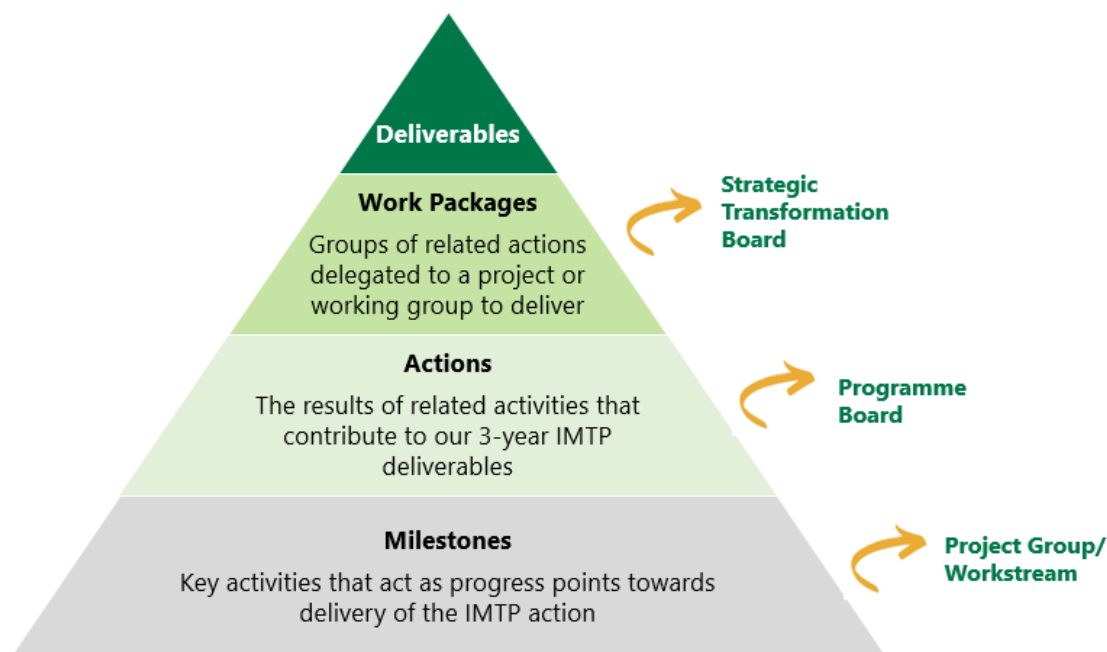 Deliverables
Work Packages
Groups of related actions
delegated to a project or
working group to deliver
Strategic
Transformation
Board
Actions
The results of related activities that
contribute to our 3-year IMTP
deliverables
Programme
Board
Milestones
Key activities that act as progress points towards
delivery of the IMTP action
Project Group/
Workstream